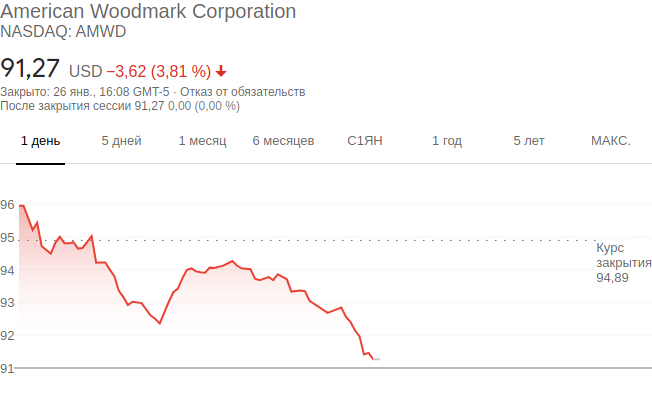 American Woodmark Corporation
NASDAQ: AMWD
91,27 USD −3,62 (3,81 %)
Закрыто: 26 янв., 16:08 GMT-5 · Отказ от обязательств
После закрытия сессии 91,27 0,00 (0,00 %)
1 день 5 дней 1 месяц 6 месяцев С1ЯН 1 год 5 лет МАКС.
96
95
Курс
закрытия
94,89
94
93
92
91